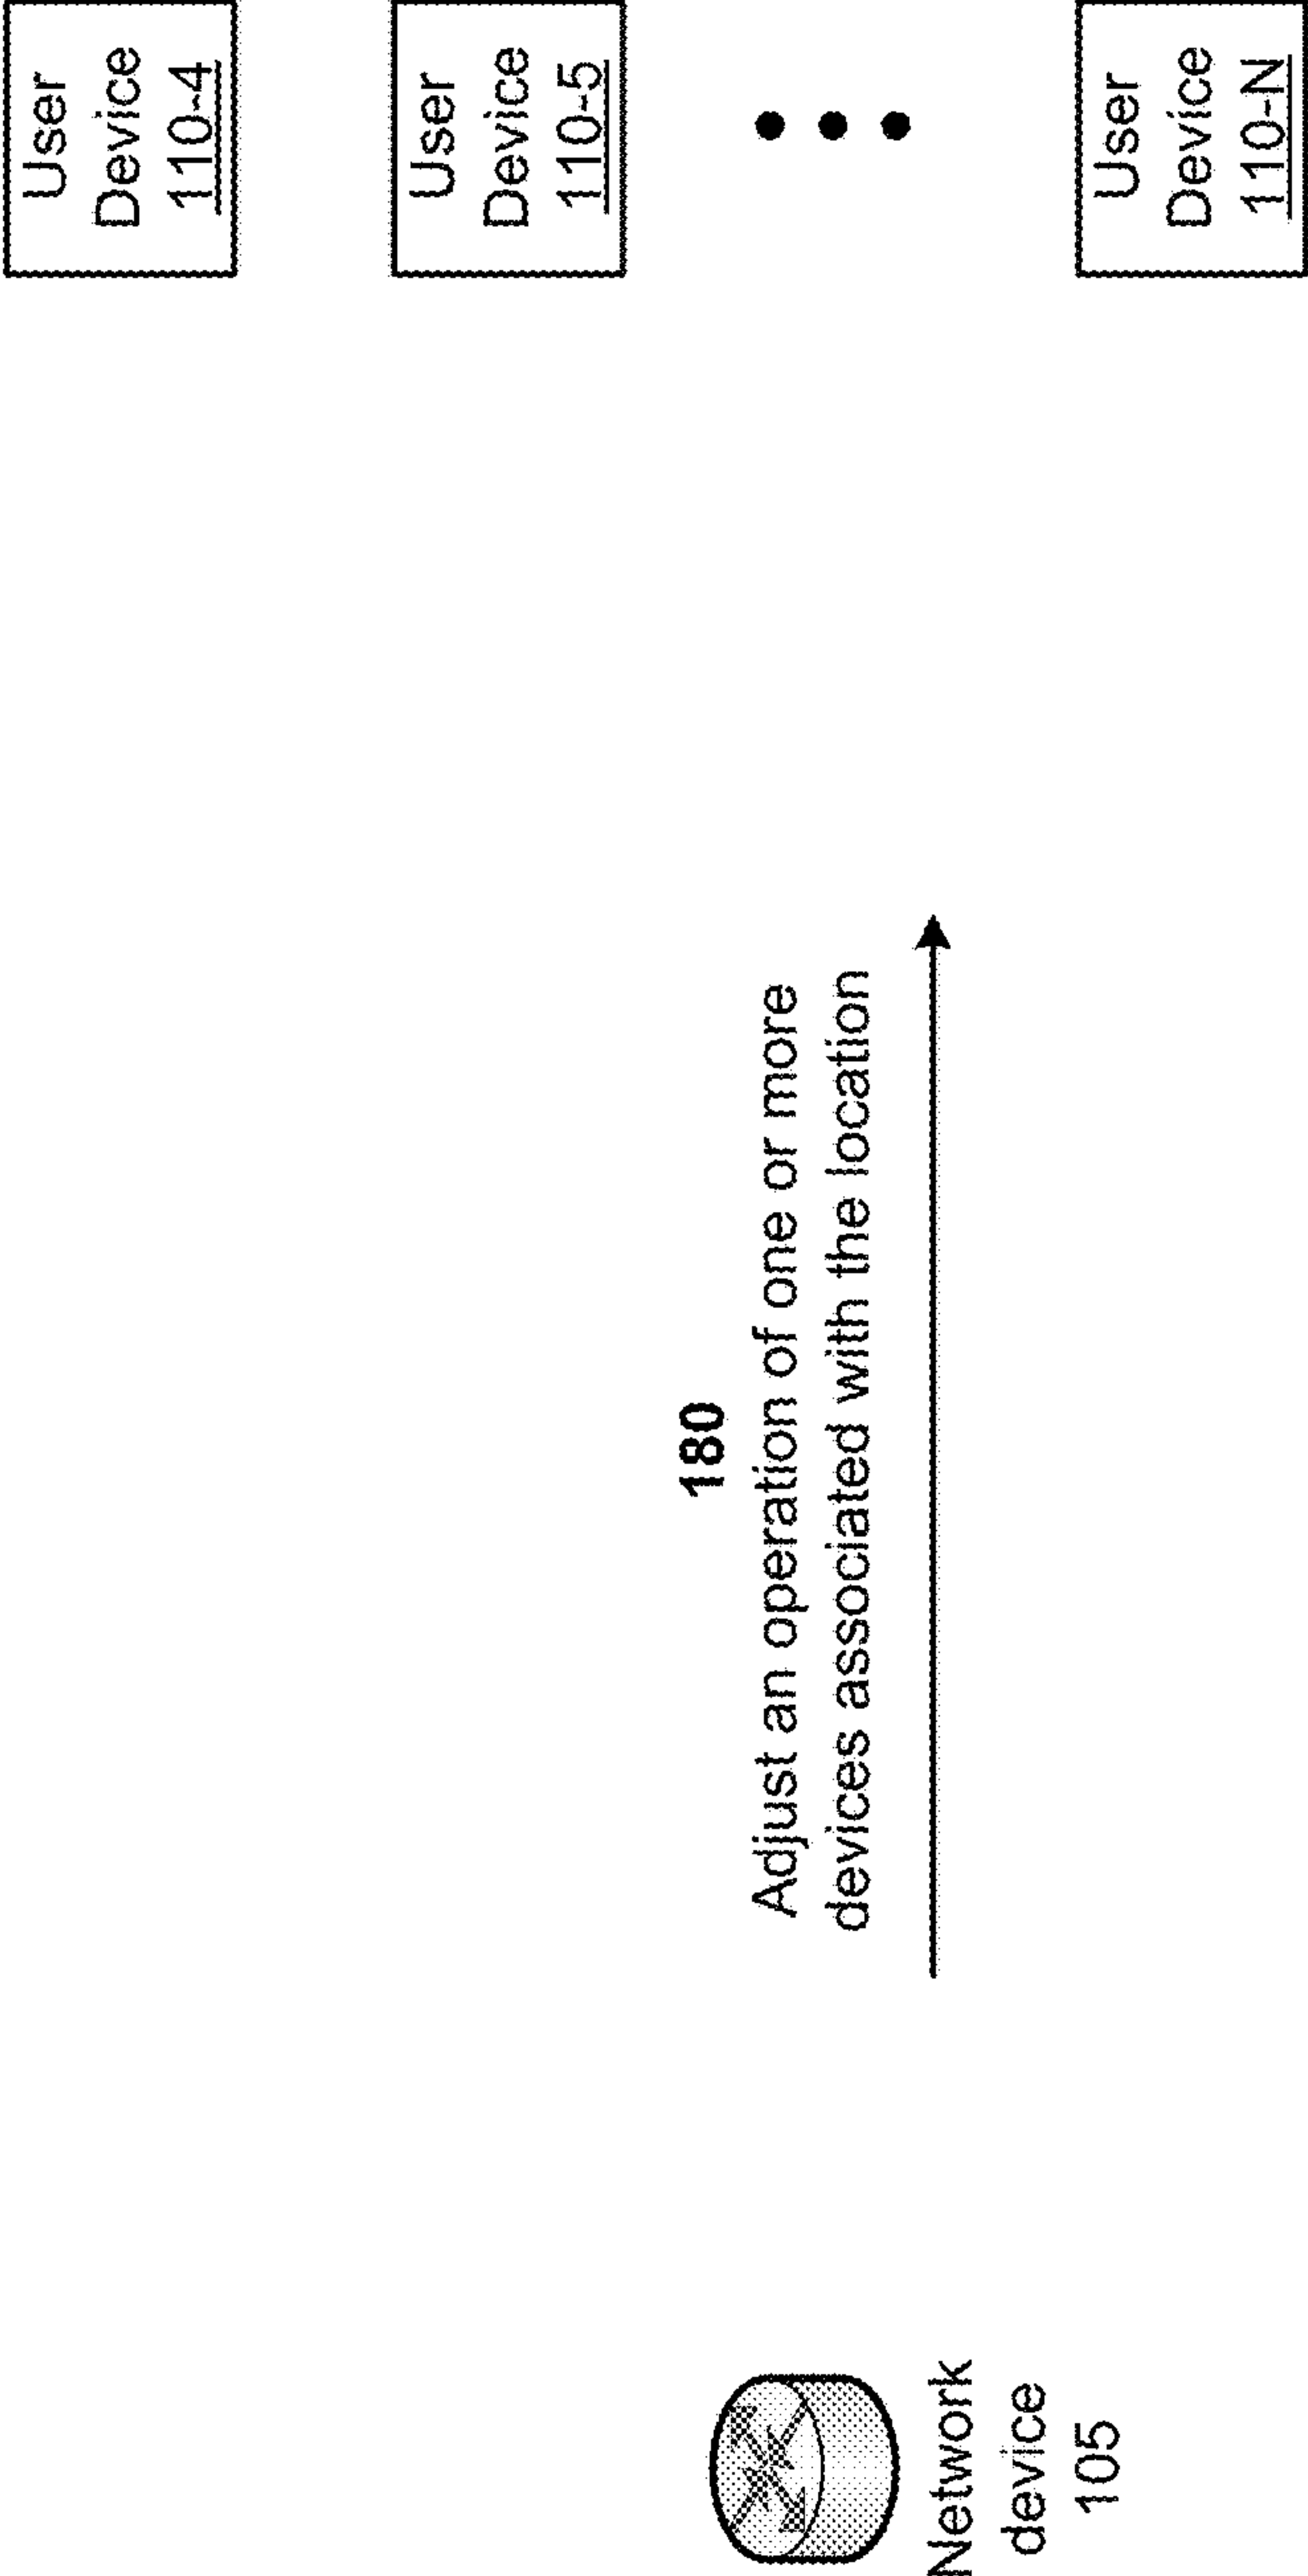 User
Device
110-4
User
Device
110-5
180
Adjust an operation of one or more
devices associated with the location
User
Device
110-N
Network
device
105